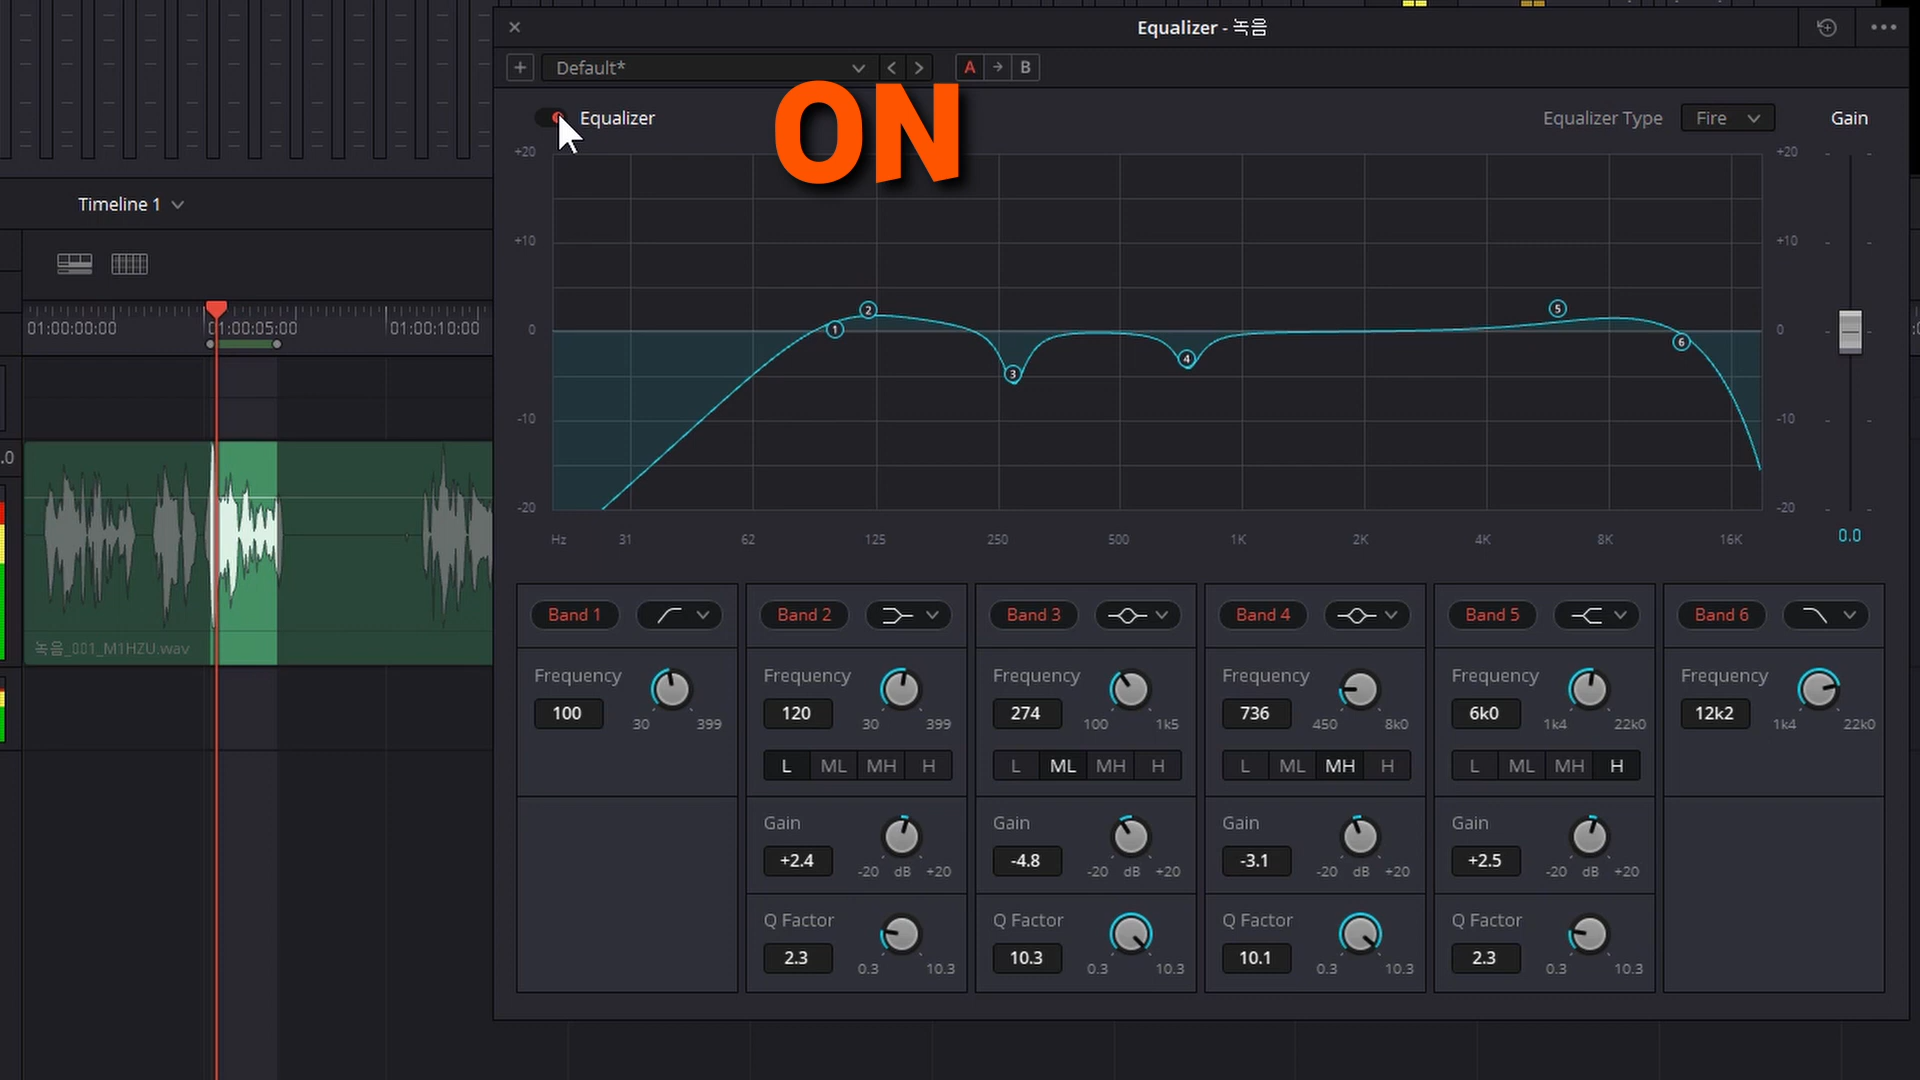 Equalizer - 녹음
Default*
A
B
ON
Equalizer
Equalizer Type
Fire
Gain
+20
+20
+10
+10
0
0
-10
-10
-20
-20
1
2
3
4
5
6
Hz
31
62
125
250
500
1K
2K
4K
8K
16K
0.0
Timeline 1
01:00:00:00
01:00:05:00
01:00:10:00
.0
녹음_001_M1HZU.wav
Band 1
Band 2
Band 3
Band 4
Band 5
Band 6
Frequency
100
30
399
Frequency
120
30
399
L ML MH H
Gain
+2.4
-20 dB +20
Q Factor
2.3
0.3
10.3
Frequency
274
100
1k5
L ML MH H
Gain
-4.8
-20 dB +20
Q Factor
10.3
0.3
10.3
Frequency
736
450
8k0
L ML MH H
Gain
-3.1
-20 dB +20
Q Factor
10.1
0.3
10.3
Frequency
6k0
1k4
22k0
L ML MH H
Gain
+2.5
-20 dB +20
Q Factor
2.3
0.3
10.3
Frequency
12k2
1k4
22k0